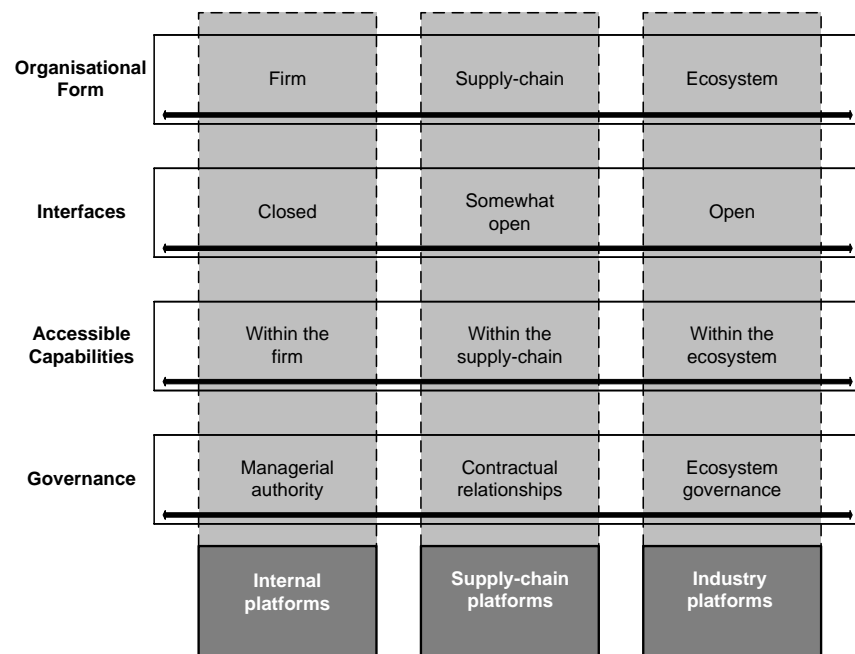 Organisational
Form
Firm
Supply-chain
Ecosystem
Interfaces
Closed
Somewhat
open
Open
Accessible
Capabilities
Within the
firm
Within the
supply-chain
Within the
ecosystem
Governance
Managerial
authority
Contractual
relationships
Ecosystem
governance
Internal
platforms
Supply-chain
platforms
Industry
platforms